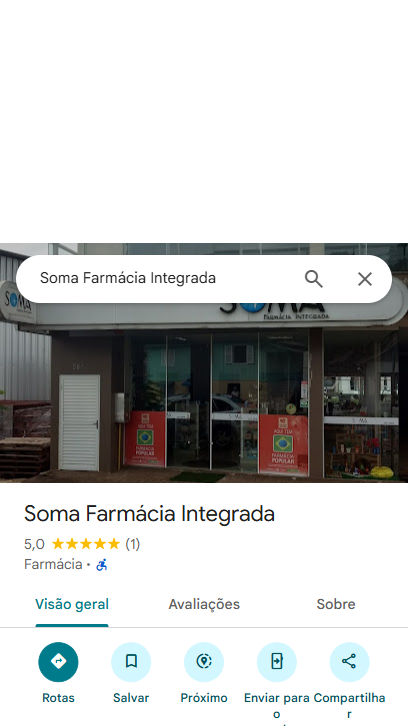 Soma Farmácia Integrada
SOMA
FARMÁCIA INTEGRADA
AQUI TEM
FARMÁCIA
POPULAR
AQUI TEM
FARMÁCIA
POPULAR
Soma Farmácia Integrada
5,0 ★★★★★ (1)
Farmácia ·
Visão geral Avaliações Sobre
Rotas Salvar Próximo Enviar para Compartilha
o r